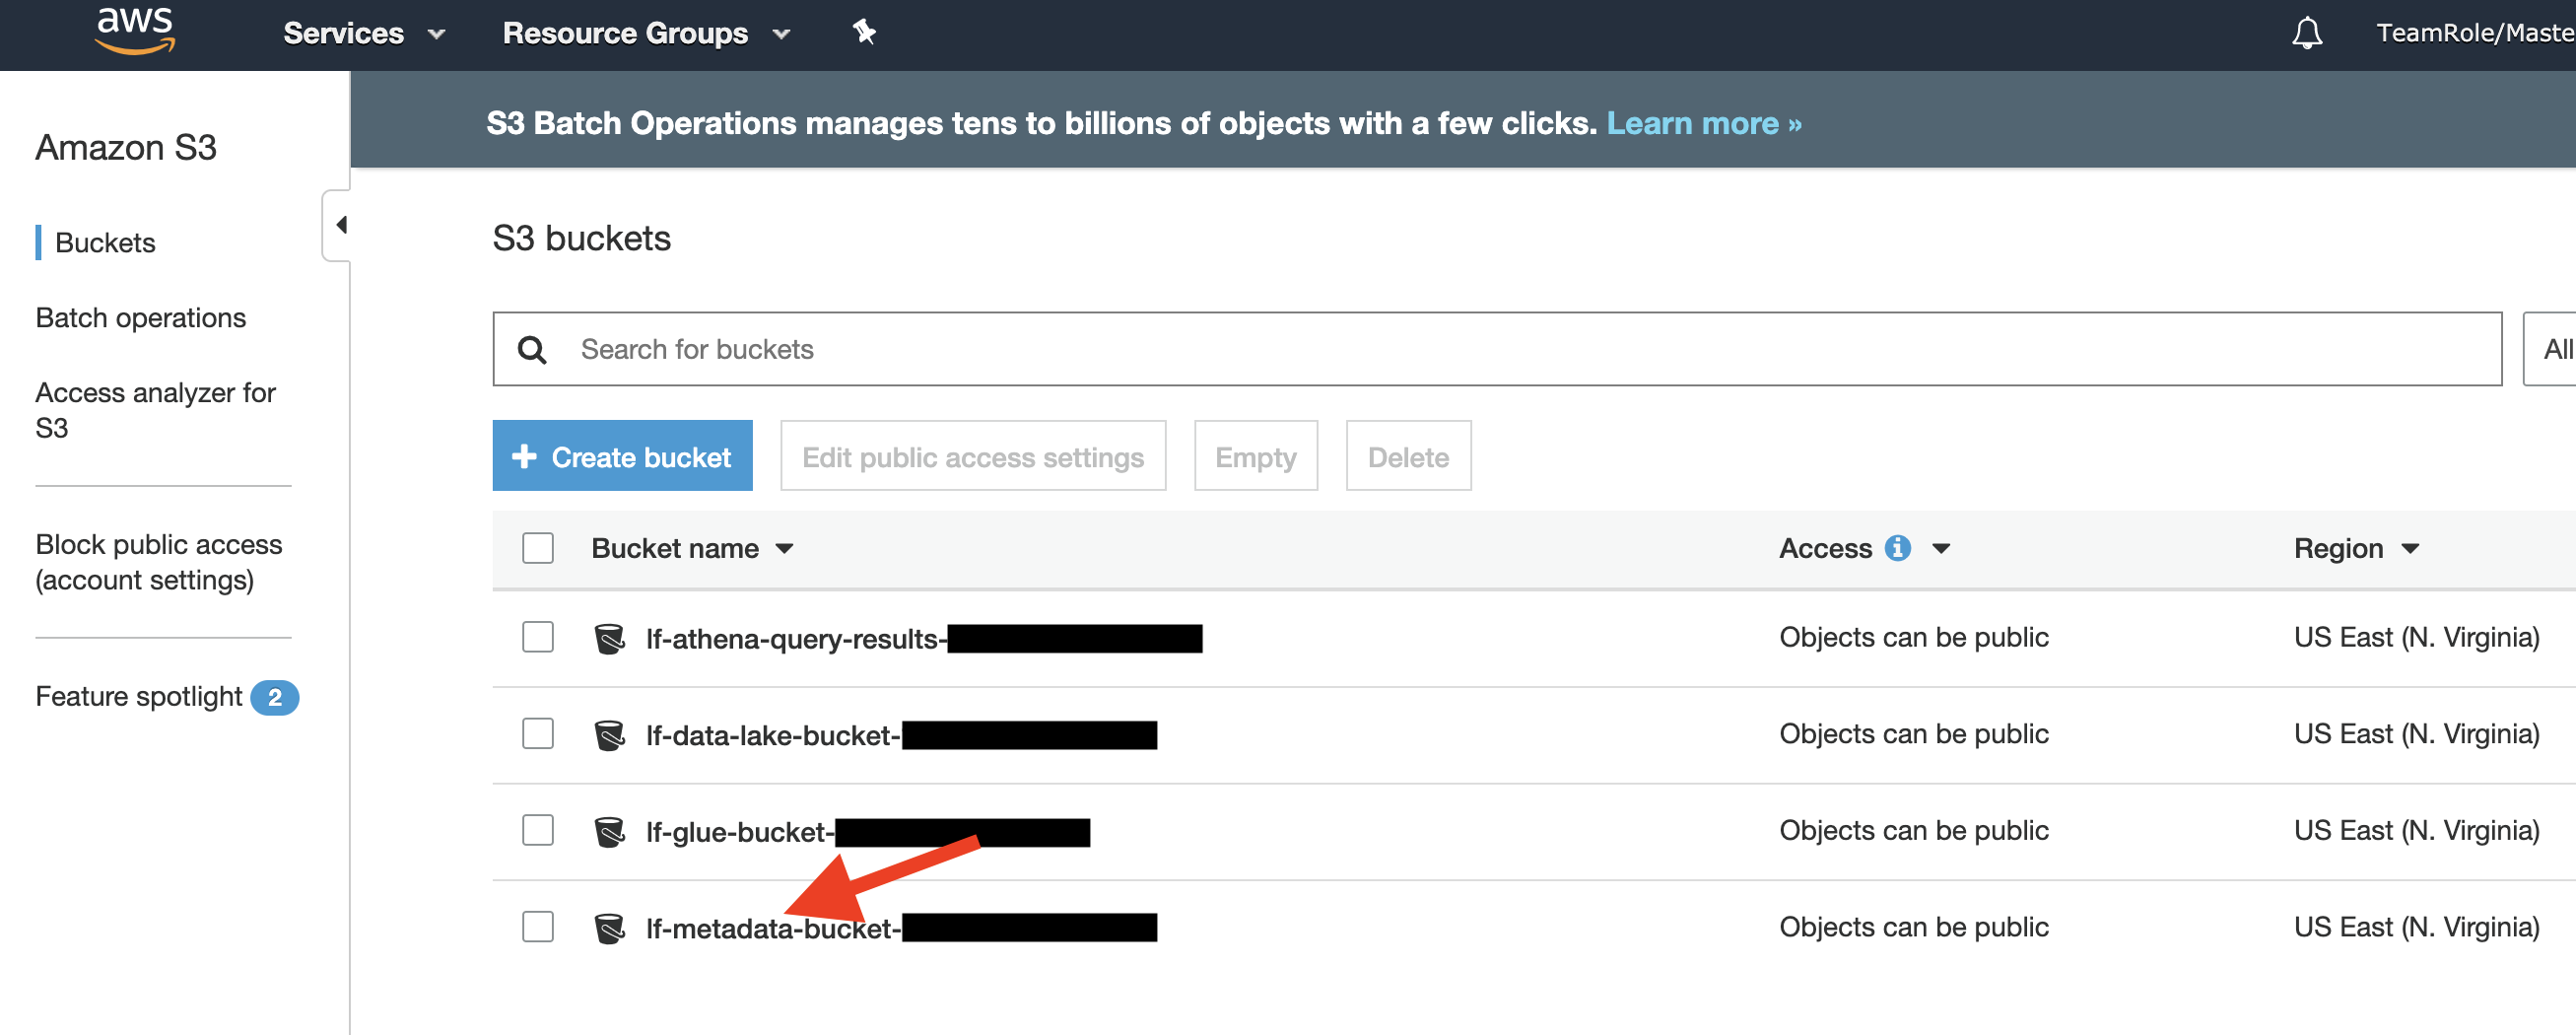 aws Services Resource Groups TeamRole/Maste
S3 Batch Operations manages tens to billions of objects with a few clicks. Learn more »
Amazon S3
Buckets
Batch operations
Access analyzer for
S3
Block public access
(account settings)
Feature spotlight 2
S3 buckets
Search for buckets
All
+ Create bucket Edit public access settings Empty Delete
Bucket name Access i Region
lf-athena-query-results- Objects can be public US East (N. Virginia)
lf-data-lake-bucket- Objects can be public US East (N. Virginia)
lf-glue-bucket- Objects can be public US East (N. Virginia)
lf-metadata-bucket- Objects can be public US East (N. Virginia)